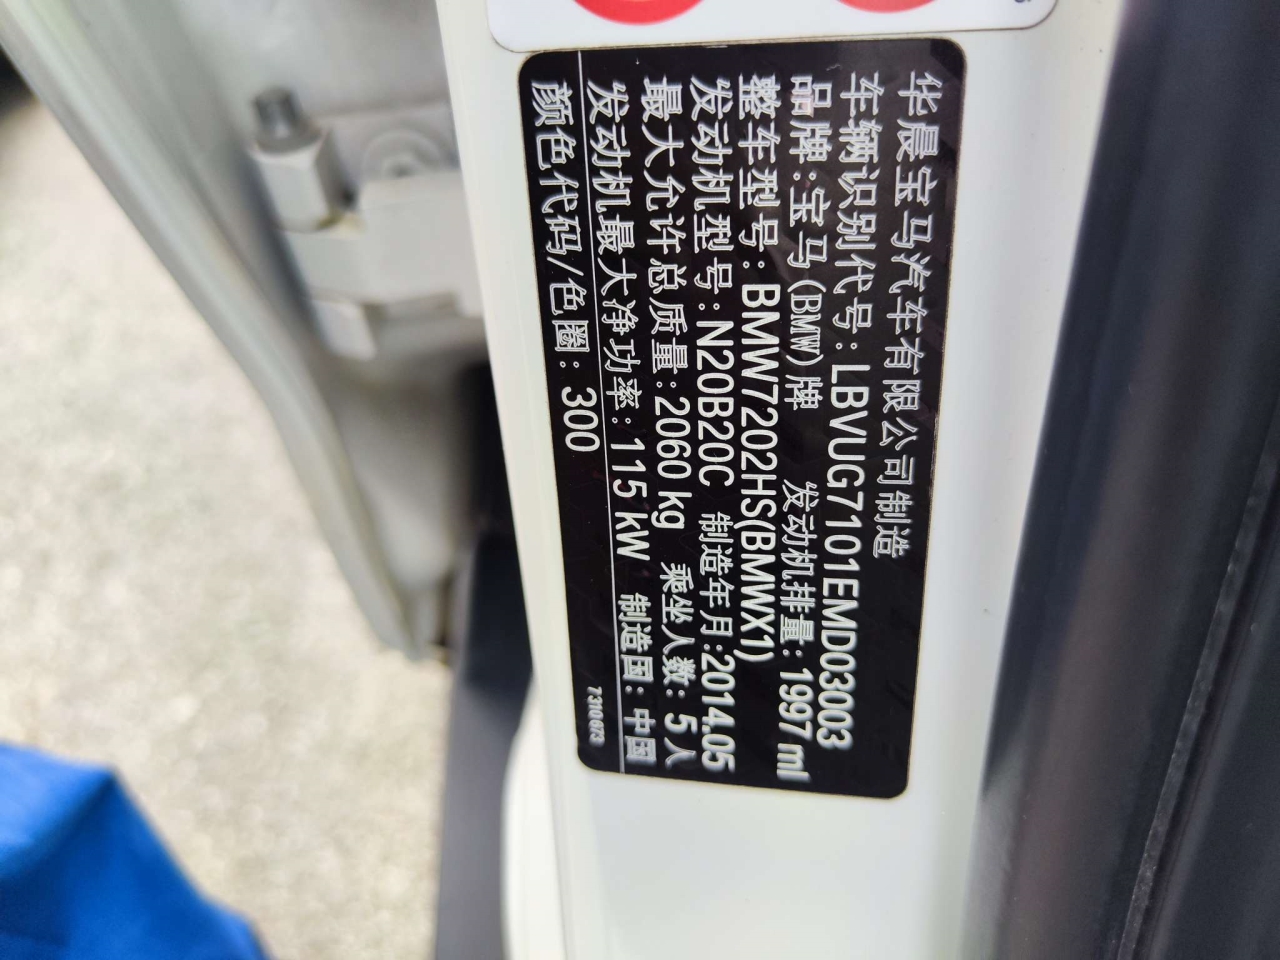 华晨宝马汽车有限公司制造
车辆识别代号:LBVUG7101EMD03003
品牌:宝马(BMW)牌 发动机排量:1997 ml
整车型号:BMW7202HS(BMWX1)
发动机型号:N20B20C 制造年月:2014.05
最大允许总质量:2060 kg 乘坐人数:5人
发动机最大净功率:115 kW 制造国:中国
颜色代码/色圈:300
7310673